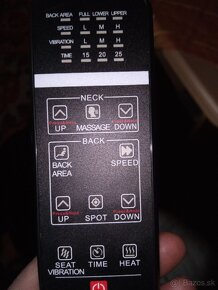 BACK AREA FULL LOWER UPPER
SPEED L M H
VIBRATION L M H
TIME 15 20 25
NECK
UP MASSAGE DOWN
BACK
BACK AREA SPEED
UP SPOT DOWN
SEAT VIBRATION TIME HEAT
bazos.sk